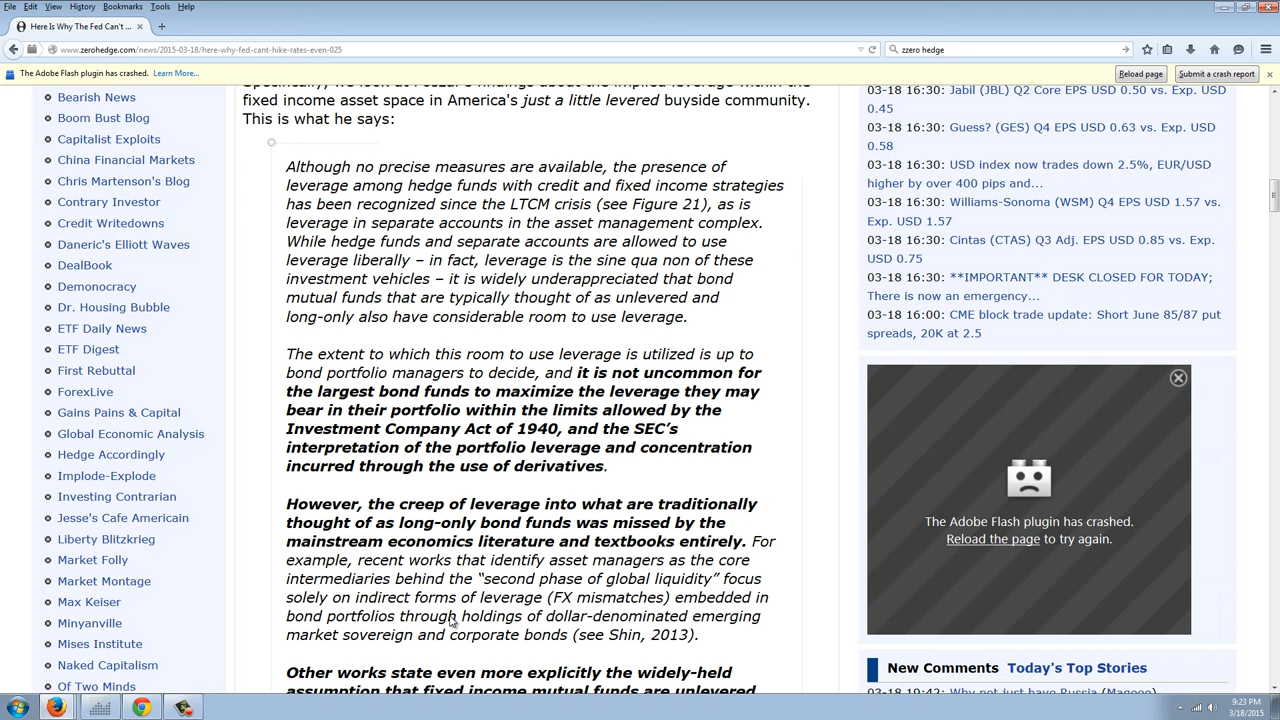 File Edit View History Bookmarks Tools Help
Here Is Why The Fed Can't ...
www.zerohedge.com/news/2015-03-18/here-why-fed-cant-hike-rates-even-025
zzero hedge
The Adobe Flash plugin has crashed. Learn More...
Reload page
Submit a crash report
Bearish News
Boom Bust Blog
Capitalist Exploits
China Financial Markets
Chris Martenson's Blog
Contrary Investor
Credit Writedowns
Daneric's Elliott Waves
DealBook
Demonocracy
Dr. Housing Bubble
ETF Daily News
ETF Digest
First Rebuttal
ForexLive
Gains Pains & Capital
Global Economic Analysis
Hedge Accordingly
Implode-Explode
Investing Contrarian
Jesse's Cafe Americain
Liberty Blitzkrieg
Market Folly
Market Montage
Max Keiser
Minyanville
Mises Institute
Naked Capitalism
Of Two Minds
fixed income asset space in America's just a little levered buyside community.
This is what he says:
Although no precise measures are available, the presence of
leverage among hedge funds with credit and fixed income strategies
has been recognized since the LTCM crisis (see Figure 21), as is
leverage in separate accounts in the asset management complex.
While hedge funds and separate accounts are allowed to use
leverage liberally – in fact, leverage is the sine qua non of these
investment vehicles – it is widely underappreciated that bond
mutual funds that are typically thought of as unlevered and
long-only also have considerable room to use leverage.
The extent to which this room to use leverage is utilized is up to
bond portfolio managers to decide, and it is not uncommon for
the largest bond funds to maximize the leverage they may
bear in their portfolio within the limits allowed by the
Investment Company Act of 1940, and the SEC's
interpretation of the portfolio leverage and concentration
incurred through the use of derivatives.
However, the creep of leverage into what are traditionally
thought of as long-only bond funds was missed by the
mainstream economics literature and textbooks entirely. For
example, recent works that identify asset managers as the core
intermediaries behind the “second phase of global liquidity” focus
solely on indirect forms of leverage (FX mismatches) embedded in
bond portfolios through holdings of dollar-denominated emerging
market sovereign and corporate bonds (see Shin, 2013).
Other works state even more explicitly the widely-held
assumption that fixed income mutual funds are unlevered
03-18 16:30: Jabil (JBL) Q2 Core EPS USD 0.50 vs. Exp. USD
0.45
03-18 16:30: Guess? (GES) Q4 EPS USD 0.63 vs. Exp. USD
0.58
03-18 16:30: USD index now trades down 2.5%, EUR/USD
higher by over 400 pips and...
03-18 16:30: Williams-Sonoma (WSM) Q4 EPS USD 1.57 vs.
Exp. USD 1.57
03-18 16:30: Cintas (CTAS) Q3 Adj. EPS USD 0.85 vs. Exp.
USD 0.75
03-18 16:30: **IMPORTANT** DESK CLOSED FOR TODAY;
There is now an emergency...
03-18 16:00: CME block trade update: Short June 85/87 put
spreads, 20K at 2.5
The Adobe Flash plugin has crashed.
Reload the page to try again.
New Comments Today's Top Stories
03-18 19:42: Why not just have Russia (Magooo)
9:23 PM
3/18/2015